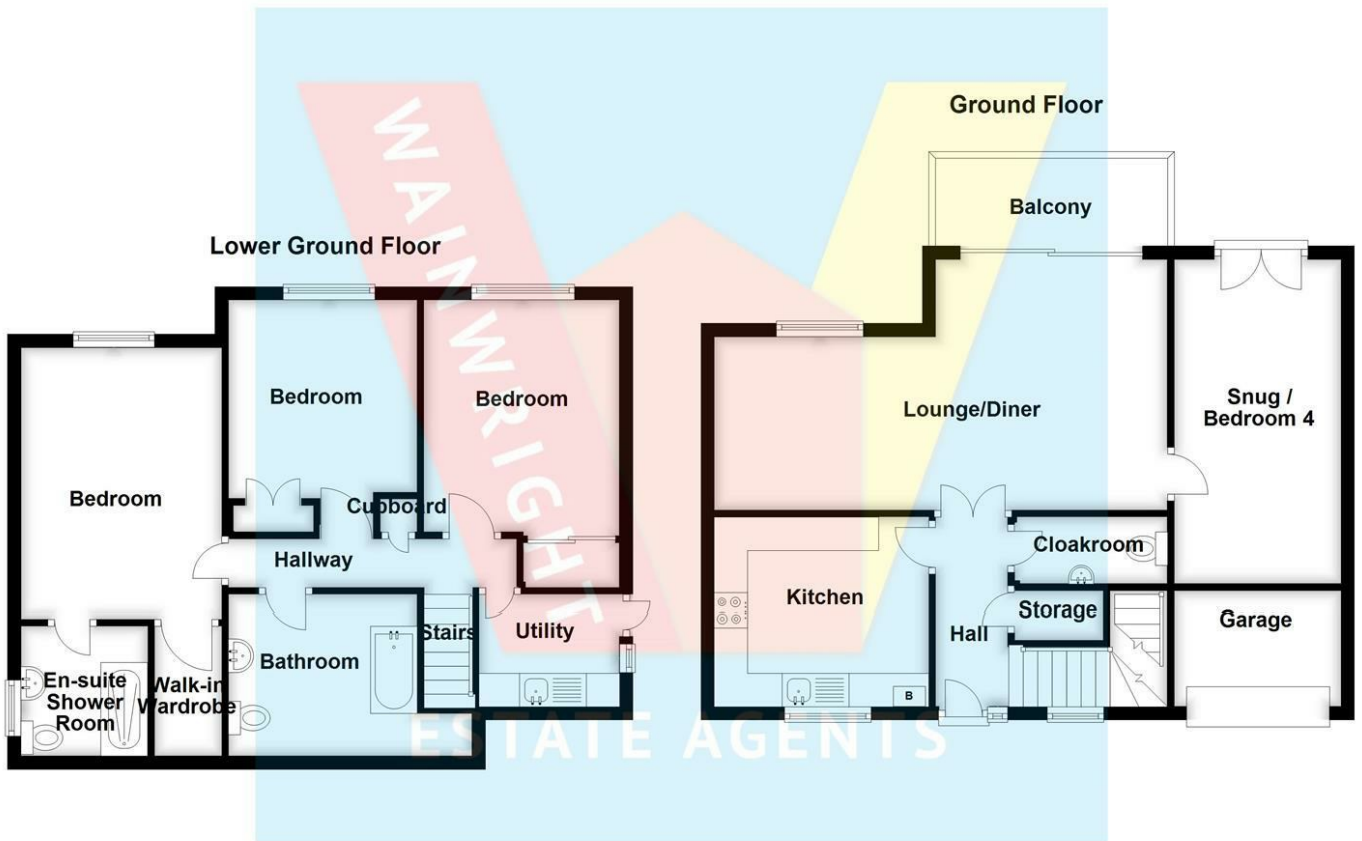 Ground Floor
Balcony
Lower Ground Floor
Bedroom
Bedroom
Bedroom
Cupboard
Hallway
Bathroom
Stairs
Utility
En-suite
Shower
Room
Walk-in
Wardrobe
Lounge/Diner
Snug /
Bedroom 4
Kitchen
Cloakroom
Storage
Hall
Garage
B
WAINWRIGHT
ESTATE AGENTS